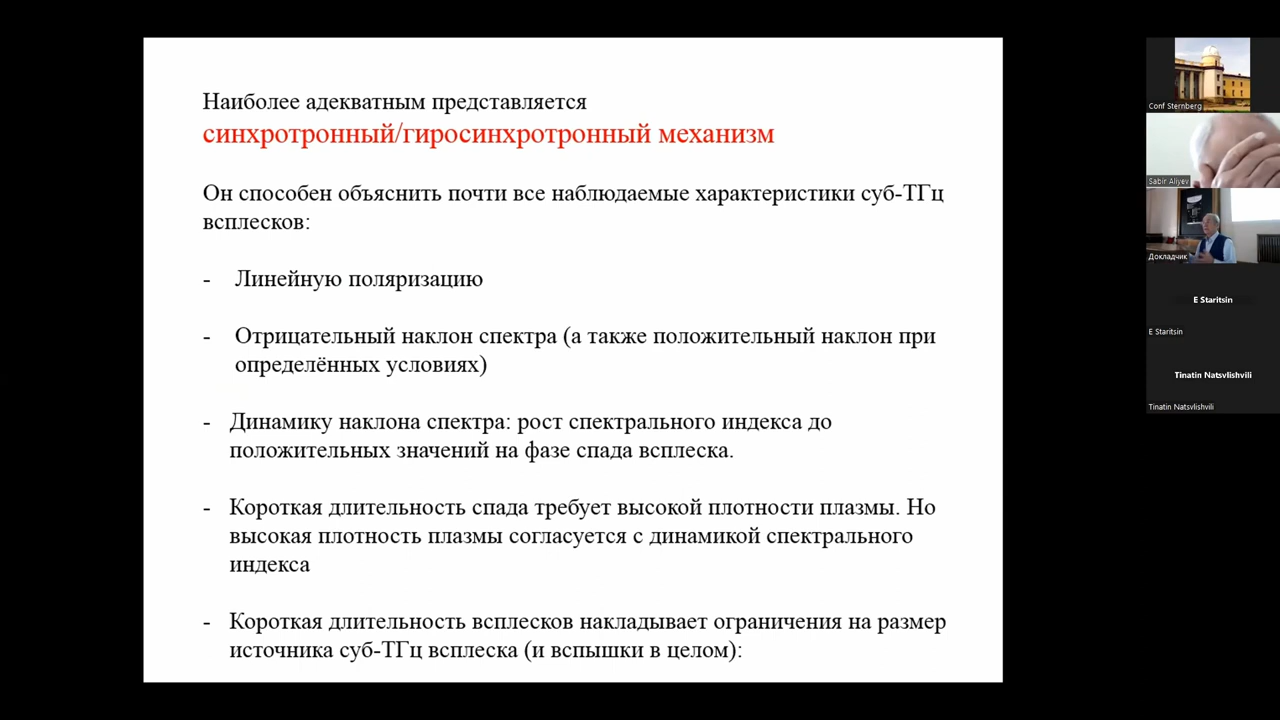 Наиболее адекватным представляется
синхротронный/гиросинхротронный механизм
Он способен объяснить почти все наблюдаемые характеристики суб-ТГц
всплесков:
- Линейную поляризацию
- Отрицательный наклон спектра (а также положительный наклон при
определённых условиях)
- Динамику наклона спектра: рост спектрального индекса до
положительных значений на фазе спада всплеска.
- Короткая длительность спада требует высокой плотности плазмы. Но
высокая плотность плазмы согласуется с динамикой спектрального
индекса
- Короткая длительность всплесков накладывает ограничения на размер
источника суб-ТГц всплеска (и вспышки в целом):
Conf Sternberg
Sabir Aliyev
Докладчик
E Staritsin
E Staritsin
Tinatin Natsvlishvili
Tinatin Natsvlishvili